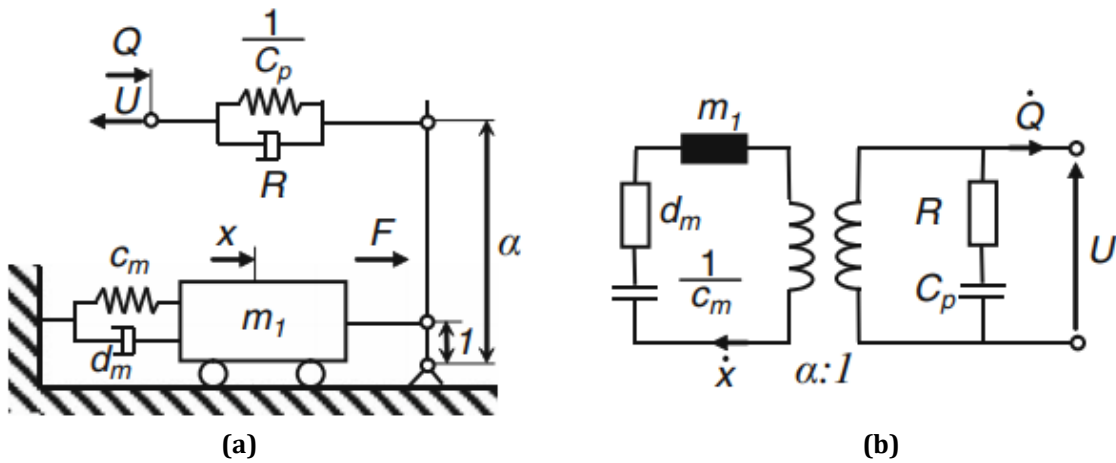 Q
U
1
C_p
R
x
F
α
c_m
d_m
m_1
1
(a)
m_1
Q̇
d_m
R
U
1
c_m
C_p
ẋ
α:1
(b)